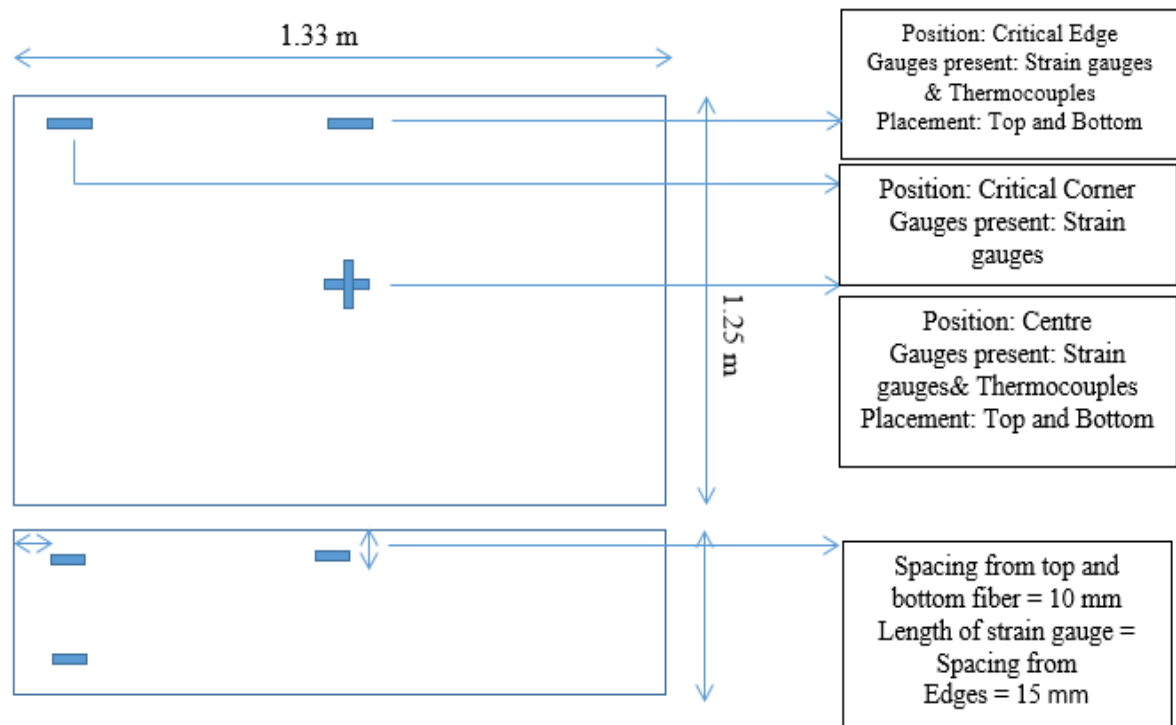 1.33 m
Position: Critical Edge
Gauges present: Strain gauges
& Thermocouples
Placement: Top and Bottom
Position: Critical Corner
Gauges present: Strain
gauges
1.25 m
Position: Centre
Gauges present: Strain
gauges& Thermocouples
Placement: Top and Bottom
Spacing from top and
bottom fiber = 10 mm
Length of strain gauge =
Spacing from
Edges = 15 mm